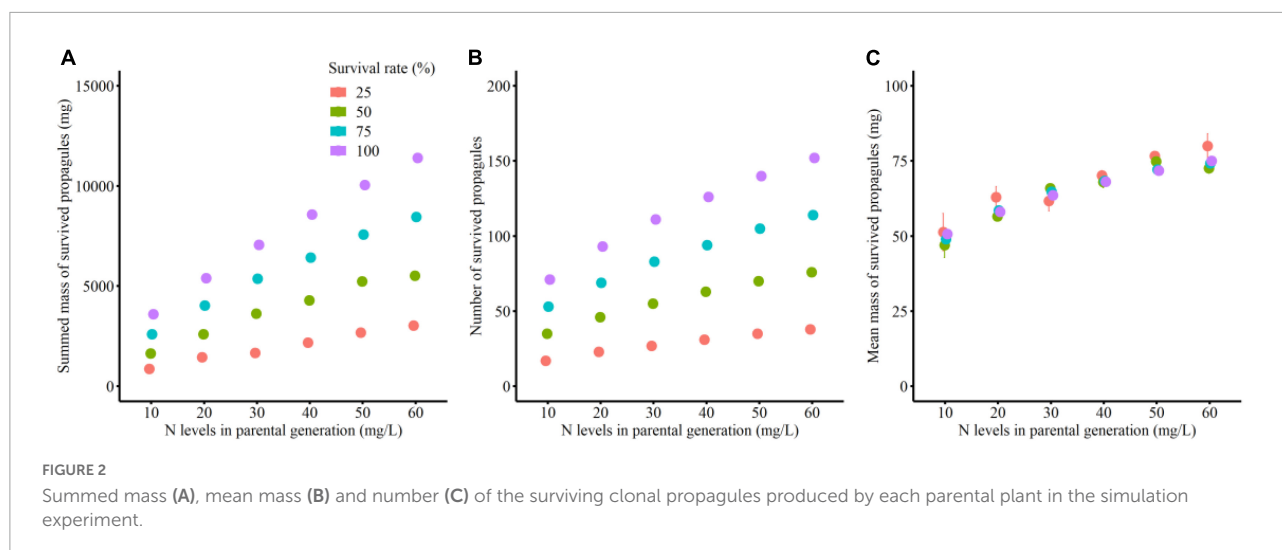 A
Summed mass of survived propagules (mg)
15000
10000
5000
0
Survival rate (%)
25
50
75
100
10 20 30 40 50 60
N levels in parental generation (mg/L)
B
Number of survived propagules
200
150
100
50
0
10 20 30 40 50 60
N levels in parental generation (mg/L)
C
Mean mass of survived propagules (mg)
100
75
50
25
0
10 20 30 40 50 60
N levels in parental generation (mg/L)
FIGURE 2
Summed mass (A), mean mass (B) and number (C) of the surviving clonal propagules produced by each parental plant in the simulation
experiment.